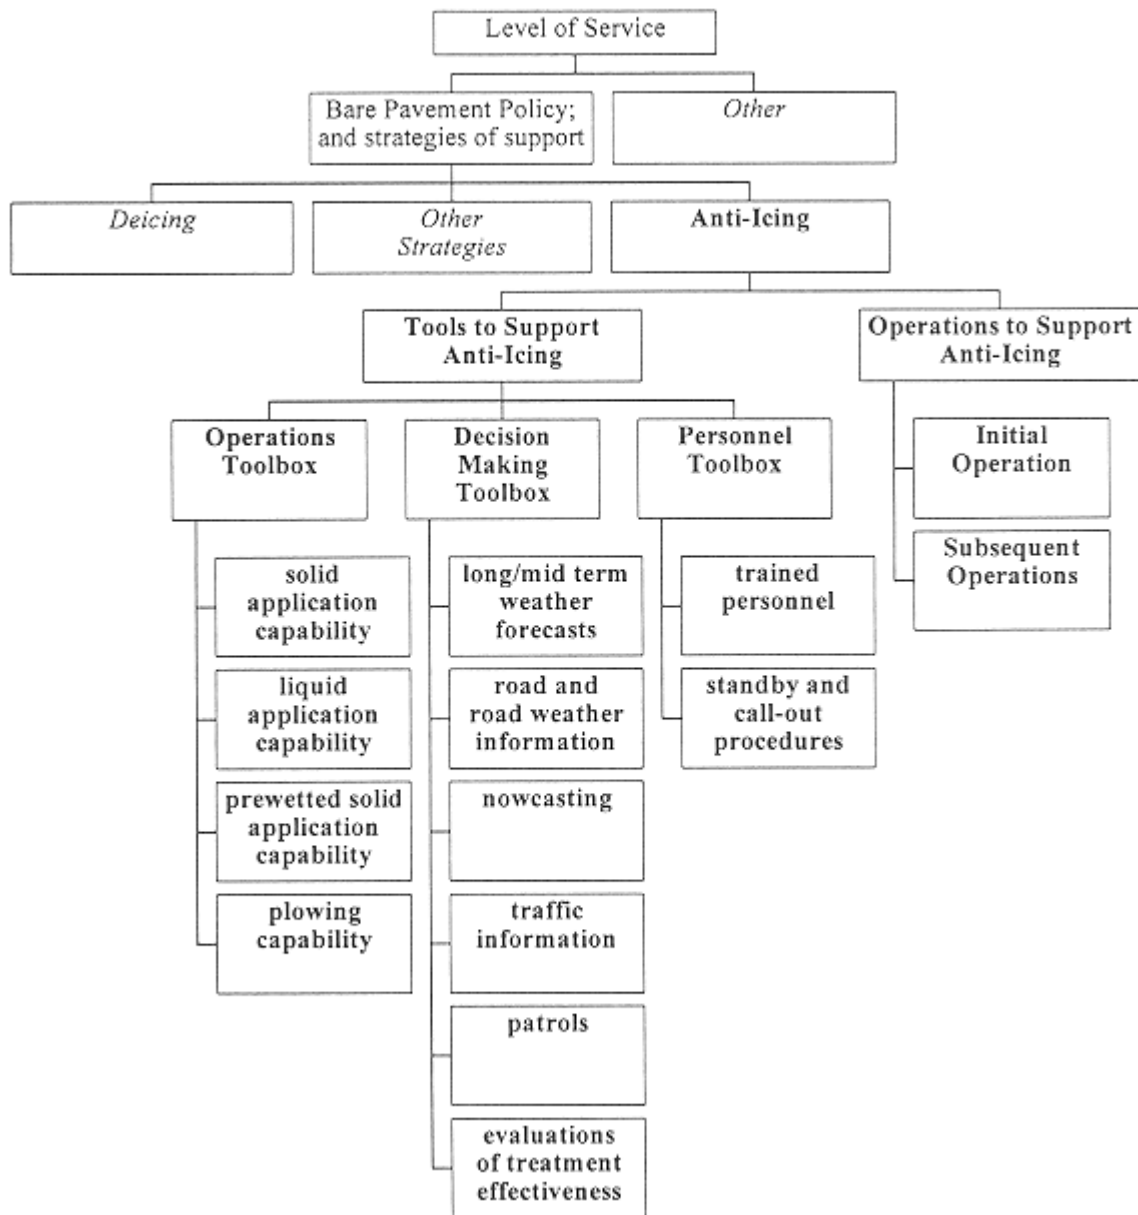 Level of Service
Bare Pavement Policy;
and strategies of support
Other
Deicing
Other
Strategies
Anti-Icing
Tools to Support
Anti-Icing
Operations to Support
Anti-Icing
Operations
Toolbox
Decision
Making
Toolbox
Personnel
Toolbox
Initial
Operation
Subsequent
Operations
solid
application
capability
liquid
application
capability
prewetted solid
application
capability
plowing
capability
long/mid term
weather
forecasts
road and
road weather
information
nowcasting
traffic
information
patrols
evaluations
of treatment
effectiveness
trained
personnel
standby and
call-out
procedures